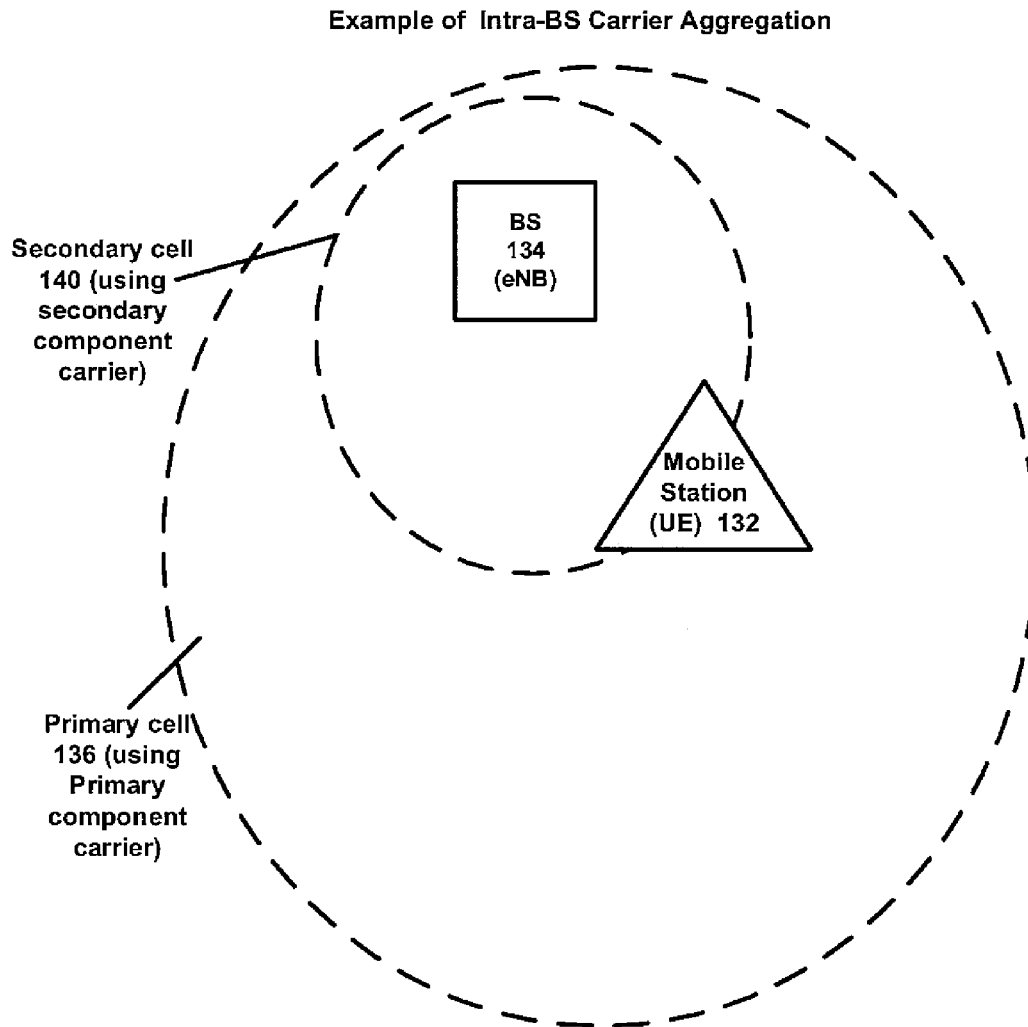 Example of Intra-BS Carrier Aggregation
BS
134
(eNB)
Secondary cell
140 (using
secondary
component
carrier)
Mobile
Station
(UE) 132
Primary cell
136 (using
Primary
component
carrier)